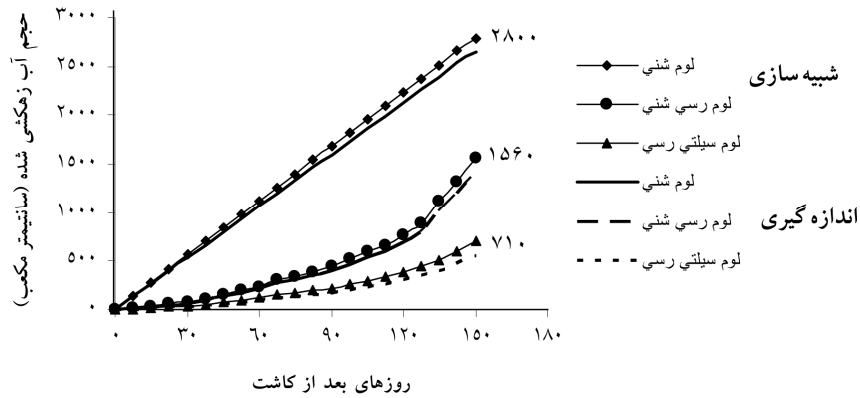 حجم آب زهکشی شده (سانتیمتر مکعب)
۳۰۰۰
۲۵۰۰
۲۰۰۰
۱۵۰۰
۱۰۰۰
۵۰۰
۰
۲۸۰۰
۱۵۶۰
۷۱۰
۰ ۳۰ ۶۰ ۹۰ ۱۲۰ ۱۵۰ ۱۸۰
روزهای بعد از کاشت
شبیه سازی
لوم شني
لوم رسي شني
لوم سيلتي رسي
اندازه گیری
لوم شني
لوم رسي شني
لوم سيلتي رسي